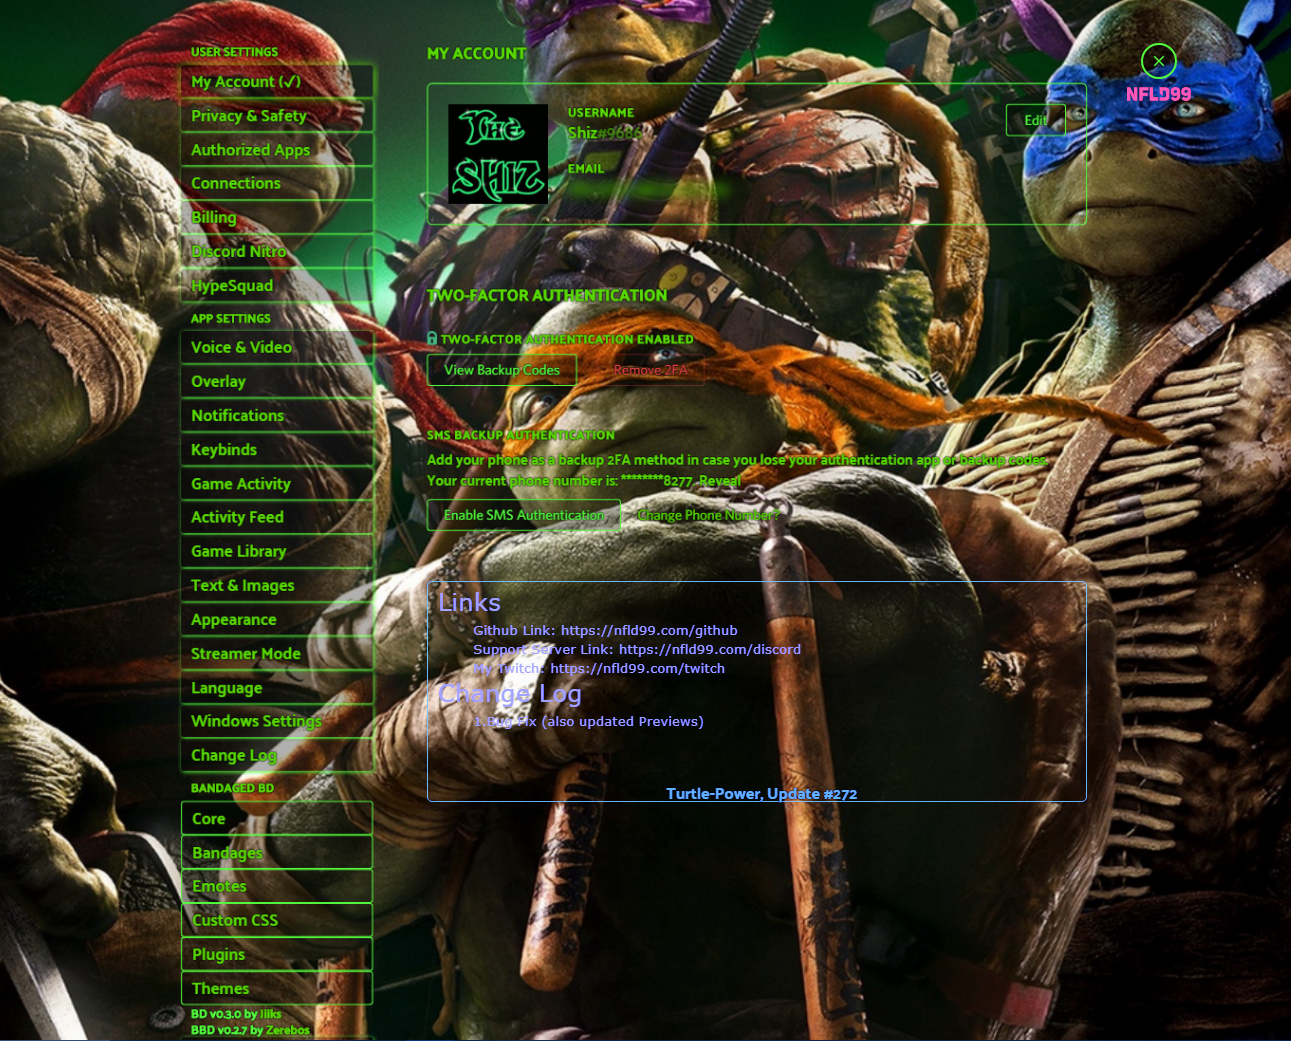 USER SETTINGS
My Account (✓)
Privacy & Safety
Authorized Apps
Connections
Billing
Discord Nitro
HypeSquad
APP SETTINGS
Voice & Video
Overlay
Notifications
Keybinds
Game Activity
Activity Feed
Game Library
Text & Images
Appearance
Streamer Mode
Language
Windows Settings
Change Log
BANDAGED BD
Core
Bandages
Emotes
Custom CSS
Plugins
Themes
BD v0.3.0 by Jiiks
BBD v0.2.7 by Zerebos
MY ACCOUNT
The
SHIZ
USERNAME
Shiz#9686
EMAIL
Edit
NFLD99
TWO-FACTOR AUTHENTICATION
TWO-FACTOR AUTHENTICATION ENABLED
View Backup Codes
Remove 2FA
SMS BACKUP AUTHENTICATION
Add your phone as a backup 2FA method in case you lose your authentication app or backup codes.
Your current phone number is: ********8277. Reveal
Enable SMS Authentication
Change Phone Number?
Links
Github Link: https://nfld99.com/github
Support Server Link: https://nfld99.com/discord
My Twitch: https://nfld99.com/twitch
Change Log
1.Bug Fix (also updated Previews)
Turtle-Power, Update #272